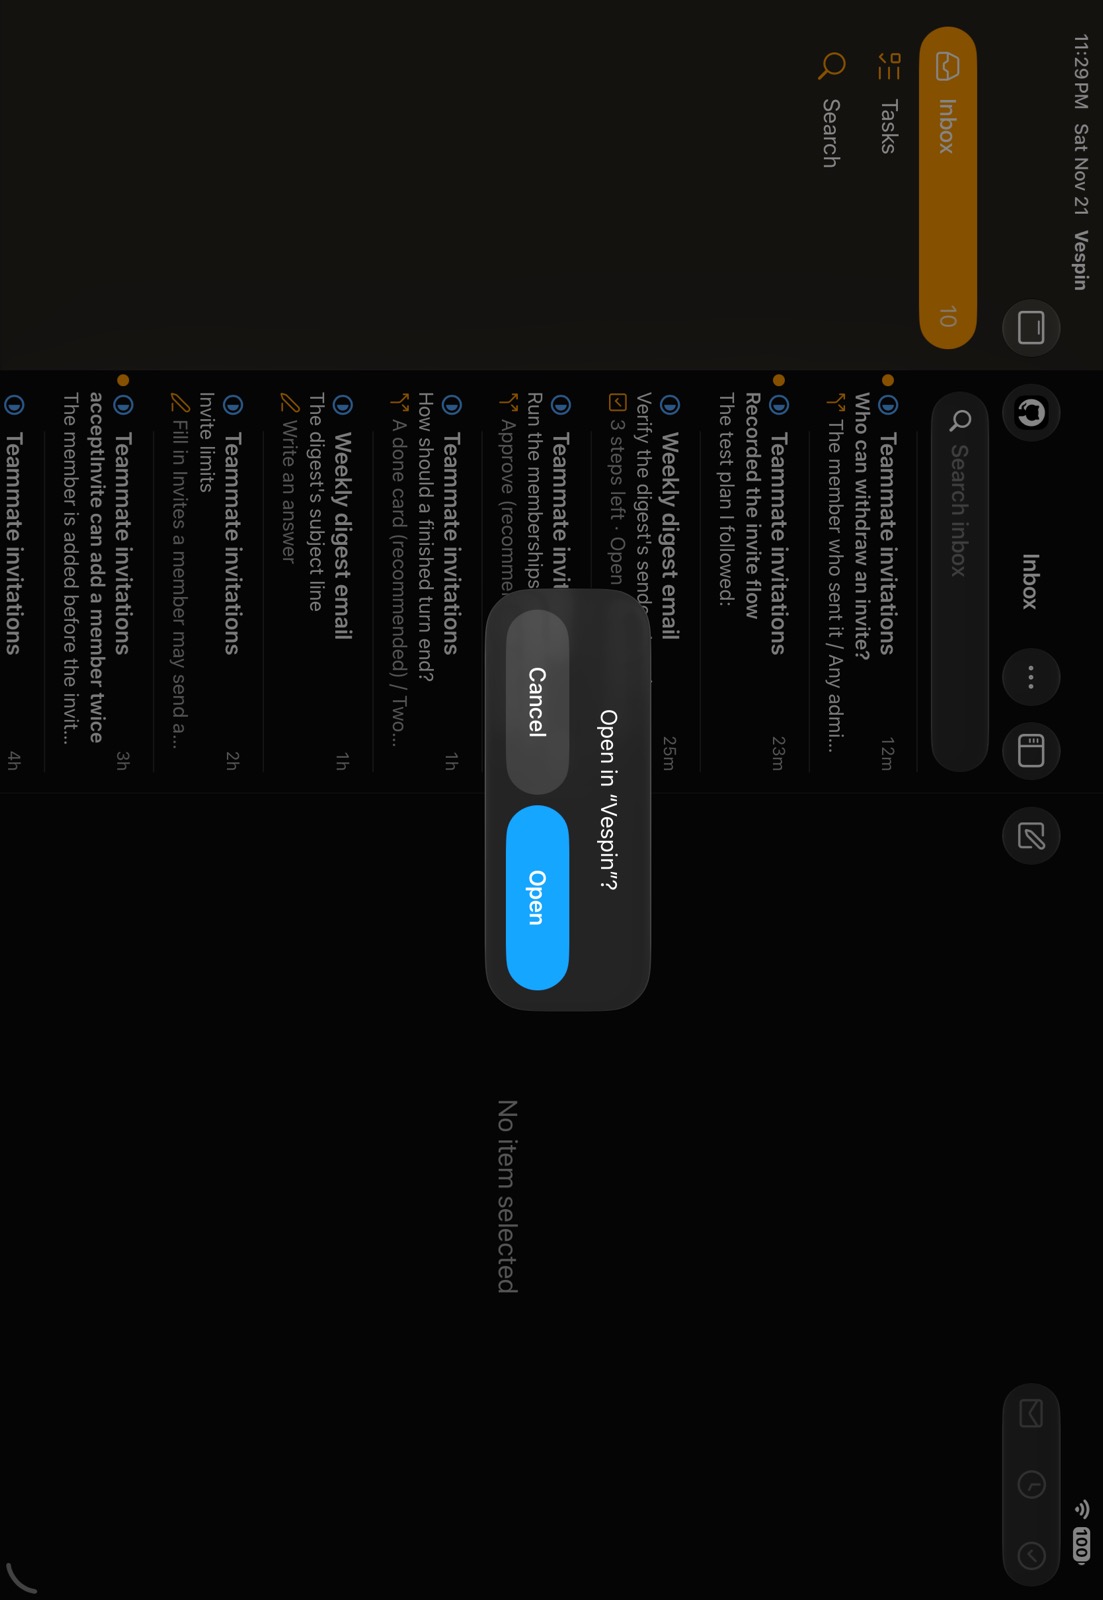 11:29 PM Sat Nov 21 Vespin
100
Inbox
Search inbox
Inbox 10
Tasks
Search
Teammate invitations 12m
Who can withdraw an invite?
The member who sent it / Any admi...
Teammate invitations 23m
Recorded the invite flow
The test plan I followed:
Weekly digest email 25m
Verify the digest's sende
3 steps left · Open
Teammate invit
Run the memberships
Approve (recomme
Teammate invitations 1h
How should a finished turn end?
A done card (recommended) / Two...
Weekly digest email 1h
The digest's subject line
Write an answer
Teammate invitations 2h
Invite limits
Fill in Invites a member may send a...
Teammate invitations 3h
acceptInvite can add a member twice
The member is added before the invit...
Teammate invitations 4h
Open in “Vespin”?
Cancel Open
No item selected